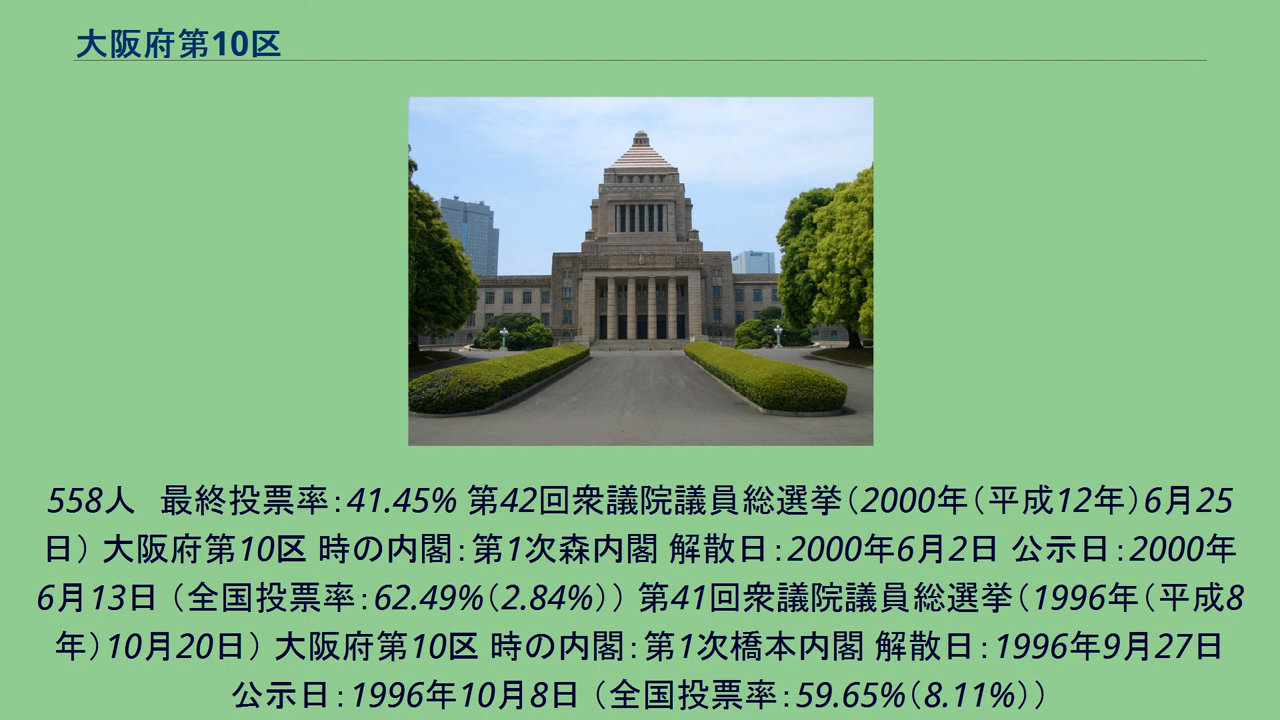 大阪府第10区
558人　最終投票率：41.45% 第42回衆議院議員総選挙（2000年（平成12年）6月25
日） 大阪府第10区 時の内閣：第1次森内閣 解散日：2000年6月2日 公示日：2000年
6月13日 （全国投票率：62.49%（2.84%）） 第41回衆議院議員総選挙（1996年（平成8
年）10月20日） 大阪府第10区 時の内閣：第1次橋本内閣 解散日：1996年9月27日
公示日：1996年10月8日 （全国投票率：59.65%（8.11%））